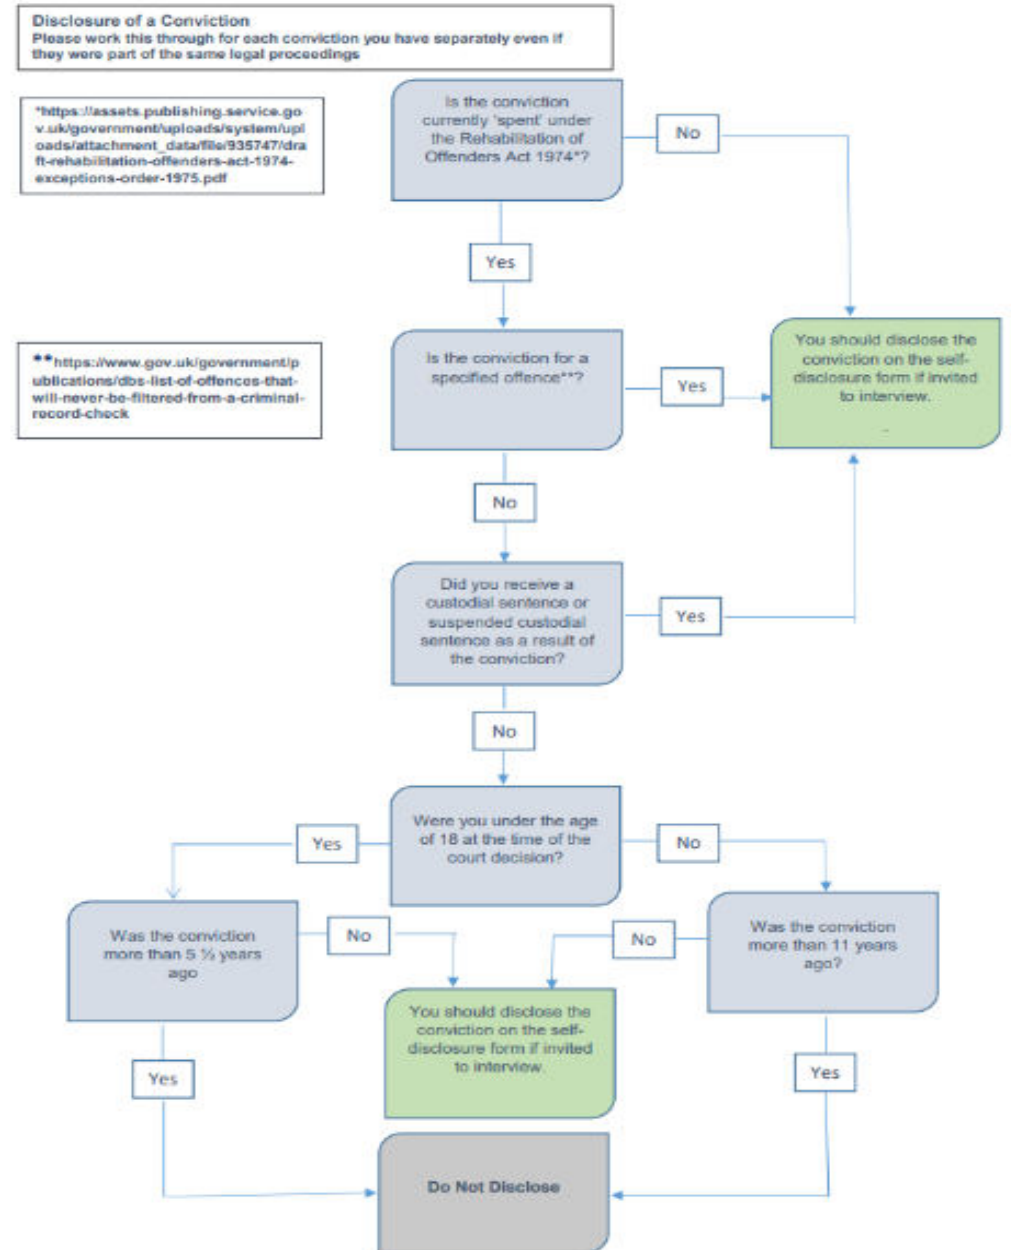 Disclosure of a Conviction
Please work this through for each conviction you have separately even if
they were part of the same legal proceedings
*https://assets.publishing.service.go
v.uk/government/uploads/system/upl
oads/attachment_data/file/935747/dra
ft-rehabilitation-offenders-act-1974-
exceptions-order-1975.pdf
Is the conviction
currently 'spent' under
the Rehabilitation of
Offenders Act 1974*?
No
Yes
**https://www.gov.uk/government/p
ublications/dbs-list-of-offences-that-
will-never-be-filtered-from-a-criminal-
record-check
Is the conviction for a
specified offence**?
Yes
You should disclose the
conviction on the self-
disclosure form if invited
to interview.
No
Did you receive a
custodial sentence or
suspended custodial
sentence as a result of
the conviction?
Yes
No
Were you under the age
of 18 at the time of the
court decision?
Yes
No
Was the conviction
more than 5 ½ years
ago
No
No
Was the conviction
more than 11 years
ago?
You should disclose the
conviction on the self-
disclosure form if invited
to interview.
Yes
Yes
Do Not Disclose